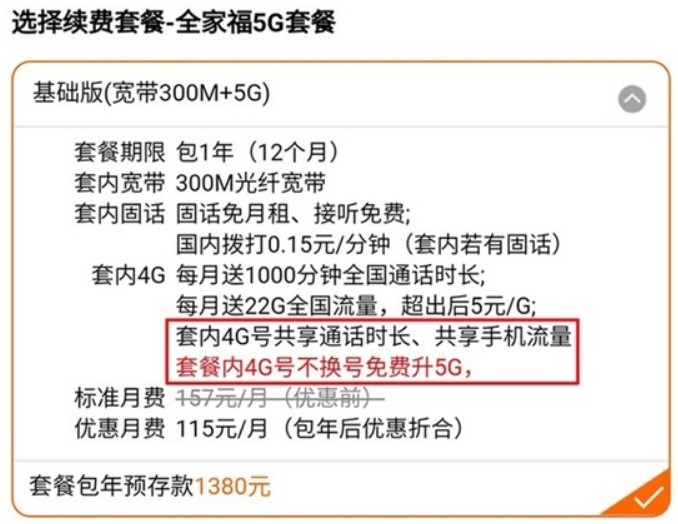 选择续费套餐-全家福5G套餐
基础版(宽带300M+5G)
套餐期限 包1年（12个月）
套内宽带 300M光纤宽带
套内固话 固话免月租、接听免费;
国内拨打0.15元/分钟（套内若有固话）
套内4G 每月送1000分钟全国通话时长;
每月送22G全国流量，超出后5元/G;
套内4G号共享通话时长、共享手机流量
套餐内4G号不换号免费升5G，
标准月费 157元/月（优惠前）
优惠月费 115元/月（包年后优惠折合）
套餐包年预存款1380元